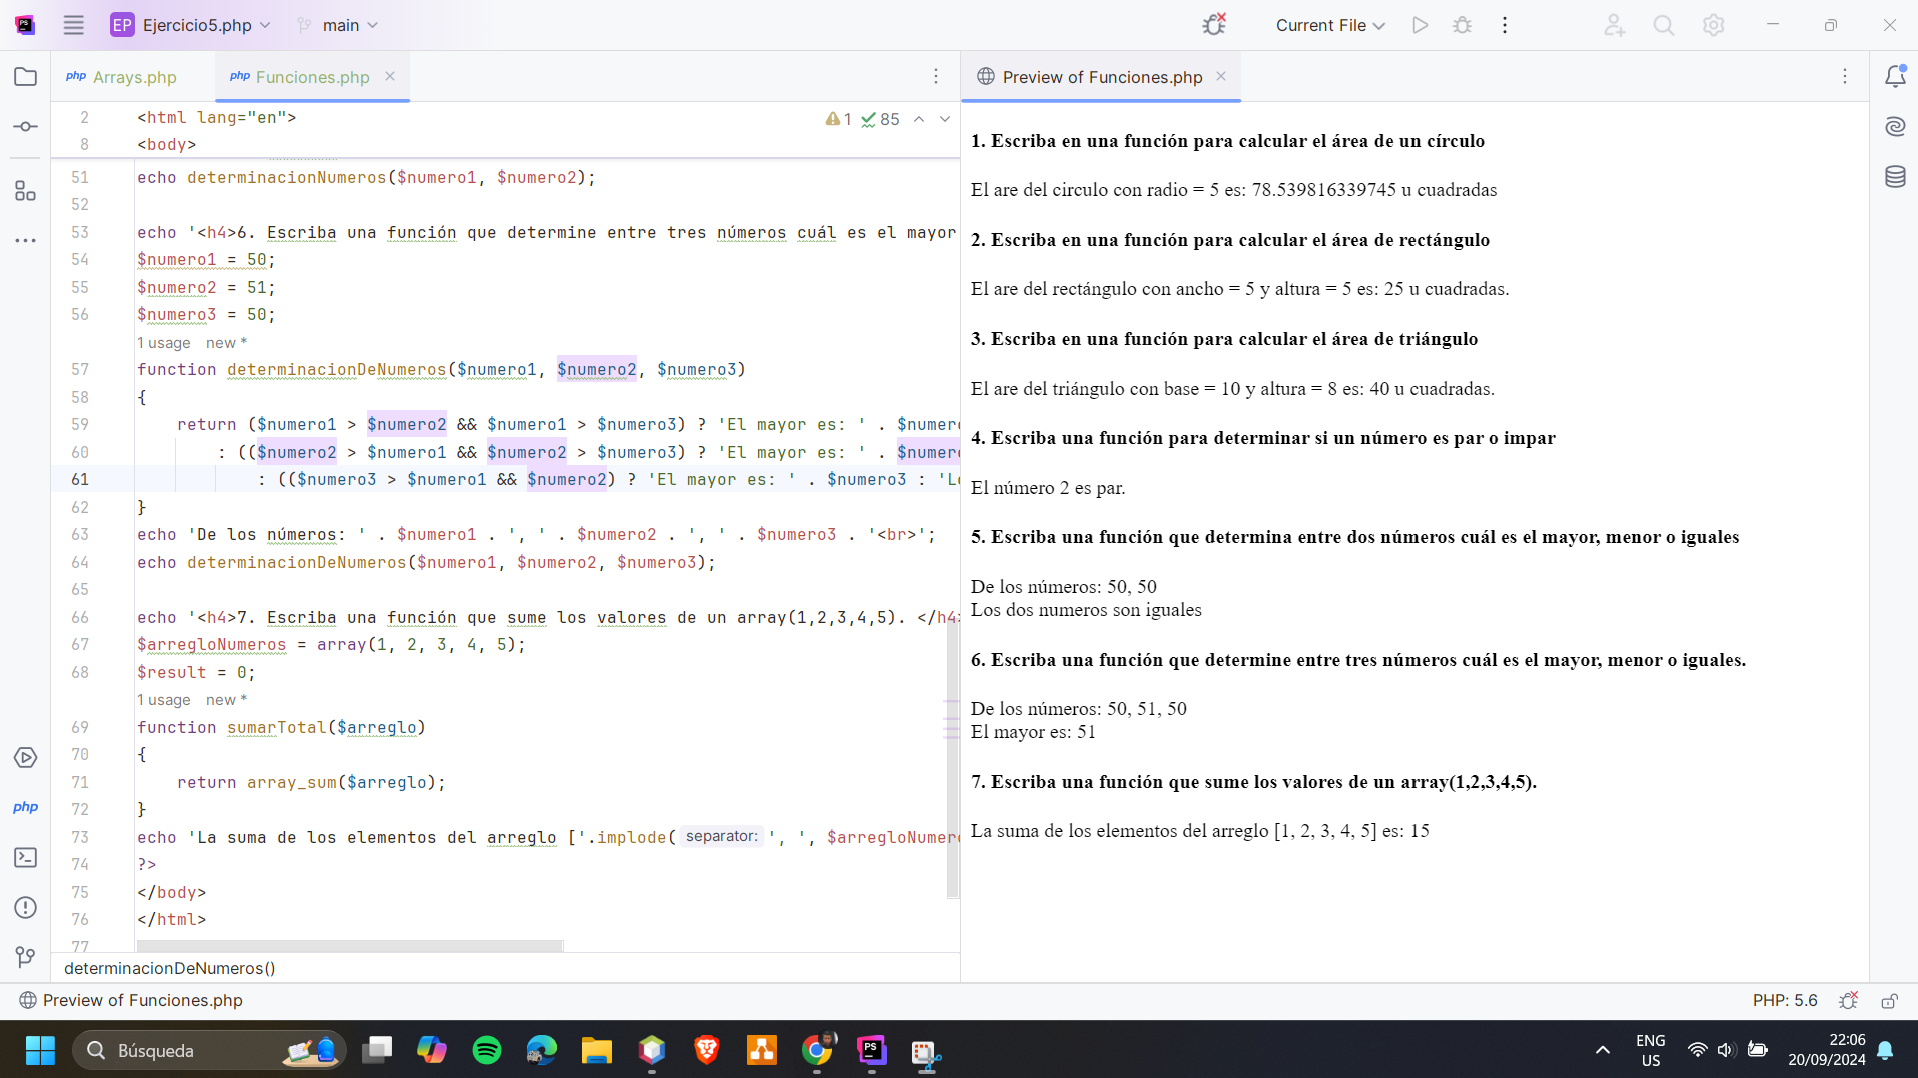 EP Ejercicio5.php main Current File
php Arrays.php php Funciones.php
Preview of Funciones.php
2 <html lang="en"> 1 85
8 <body>
51 echo determinacionNumeros($numero1, $numero2);
52
53 echo '<h4>6. Escriba una función que determine entre tres números cuál es el mayor
54 $numero1 = 50;
55 $numero2 = 51;
56 $numero3 = 50;
1 usage new *
57 function determinacionDeNumeros($numero1, $numero2, $numero3)
58 {
59 return ($numero1 > $numero2 && $numero1 > $numero3) ? 'El mayor es: ' .
60 : (($numero2 > $numero1 && $numero2 > $numero3) ? 'El mayor es: ' .
61 : (($numero3 > $numero1 && $numero2) ? 'El mayor es: ' . $numero3 :
62 }
63 echo 'De los números: ' . $numero1 . ', ' . $numero2 . ', ' . $numero3 . '<br>';
64 echo determinacionDeNumeros($numero1, $numero2, $numero3);
65
66 echo '<h4>7. Escriba una función que sume los valores de un array(1,2,3,4,5). </h4>
67 $arregloNumeros = array(1, 2, 3, 4, 5);
68 $result = 0;
1 usage new *
69 function sumarTotal($arreglo)
70 {
71 return array_sum($arreglo);
72 }
73 echo 'La suma de los elementos del arreglo ['.implode( separator: ', ',
74 ?>
75 </body>
76 </html>
77
determinacionDeNumeros()
1. Escriba en una función para calcular el área de un círculo
El are del circulo con radio = 5 es: 78.539816339745 u cuadradas
2. Escriba en una función para calcular el área de rectángulo
El are del rectángulo con ancho = 5 y altura = 5 es: 25 u cuadradas.
3. Escriba en una función para calcular el área de triángulo
El are del triángulo con base = 10 y altura = 8 es: 40 u cuadradas.
4. Escriba una función para determinar si un número es par o impar
El número 2 es par.
5. Escriba una función que determina entre dos números cuál es el mayor, menor o iguales
De los números: 50, 50
Los dos numeros son iguales
6. Escriba una función que determine entre tres números cuál es el mayor, menor o iguales.
De los números: 50, 51, 50
El mayor es: 51
7. Escriba una función que sume los valores de un array(1,2,3,4,5).
La suma de los elementos del arreglo [1, 2, 3, 4, 5] es: 15
php
Preview of Funciones.php PHP: 5.6
Búsqueda
ENG
US
22:06
20/09/2024